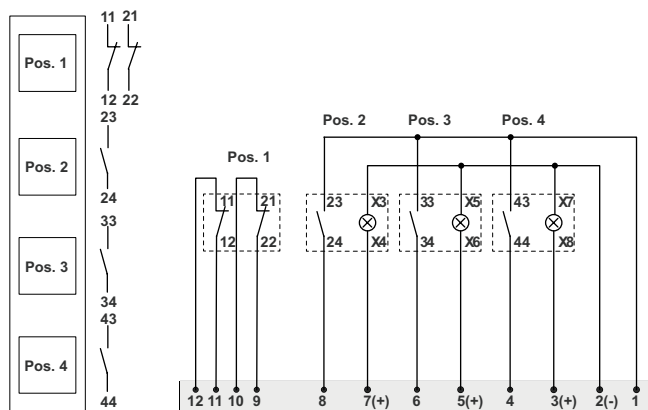 11 21
Pos. 1
12 22
23
Pos. 2
24
33
Pos. 3
34
43
Pos. 4
44
Pos. 2 Pos. 3 Pos. 4
Pos. 1
11 21 23 X3 33 X5 43 X7
12 22 24 X4 34 X6 44 X8
12 11 10 9 8 7(+) 6 5(+) 4 3(+) 2(-) 1